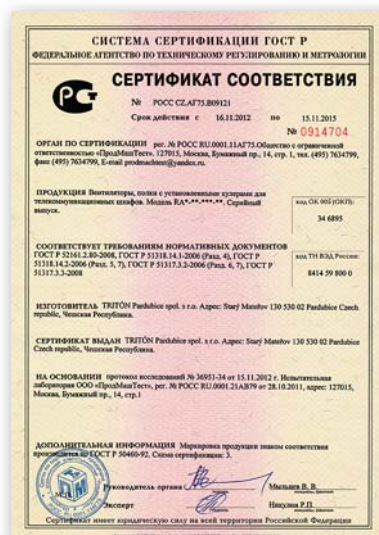 СИСТЕМА СЕРТИФИКАЦИИ ГОСТ Р
ФЕДЕРАЛЬНОЕ АГЕНТСТВО ПО ТЕХНИЧЕСКОМУ РЕГУЛИРОВАНИЮ И МЕТРОЛОГИИ
СЕРТИФИКАТ СООТВЕТСТВИЯ
№ РОСС CZ.АГ75.В09121
Срок действия с 16.11.2012 по 15.11.2015
№ 0914704
ОРГАН ПО СЕРТИФИКАЦИИ рег. № РОСС RU.0001.11АГ75.Общество с ограниченной
ответственностью «ПродМашТест». 127015, Москва, Бумажный пр., 14, стр. 1, тел. (495) 7634799,
факс (495) 7634799, E-mail prodmashtest@yandex.ru.
ПРОДУКЦИЯ Вентиляторы, полки с установленными кулерами для
телекоммуникационных шкафов. Модель RA*-**-***-**. Серийный
выпуск.
код ОК 005 (ОКП):
34 6895
СООТВЕТСТВУЕТ ТРЕБОВАНИЯМ НОРМАТИВНЫХ ДОКУМЕНТОВ
ГОСТ Р 52161.2.80-2008, ГОСТ Р 51318.14.1-2006 (Разд. 4), ГОСТ Р
51318.14.2-2006 (Разд. 5, 7), ГОСТ Р 51317.3.2-2006 (Разд. 6, 7), ГОСТ Р
51317.3.3-2008
код ТН ВЭД России:
8414 59 800 0
ИЗГОТОВИТЕЛЬ TRITÓN Pardubice spol. s r.o. Адрес: Starý Mateřov 130 530 02 Pardubice Czech
republic, Чешская Республика.
СЕРТИФИКАТ ВЫДАН TRITÓN Pardubice spol. s r.o. Адрес: Starý Mateřov 130 530 02 Pardubice
Czech republic, Чешская Республика.
НА ОСНОВАНИИ протокол исследований № 36951-34 от 15.11.2012 г. Испытательная
лаборатория ООО «ПродМашТест», рег. № РОСС RU.0001.21АВ79 от 28.10.2011, адрес: 127015,
Москва, Бумажный пр., 14, стр.1
ДОПОЛНИТЕЛЬНАЯ ИНФОРМАЦИЯ Маркировка продукции знаком соответствия
производится по ГОСТ Р 50460-92. Схема сертификации: 3.
М.П.
Руководитель органа Мыльцев В. В.
Эксперт Никулин Р.П.
Сертификат имеет юридическую силу на всей территории Российской Федерации